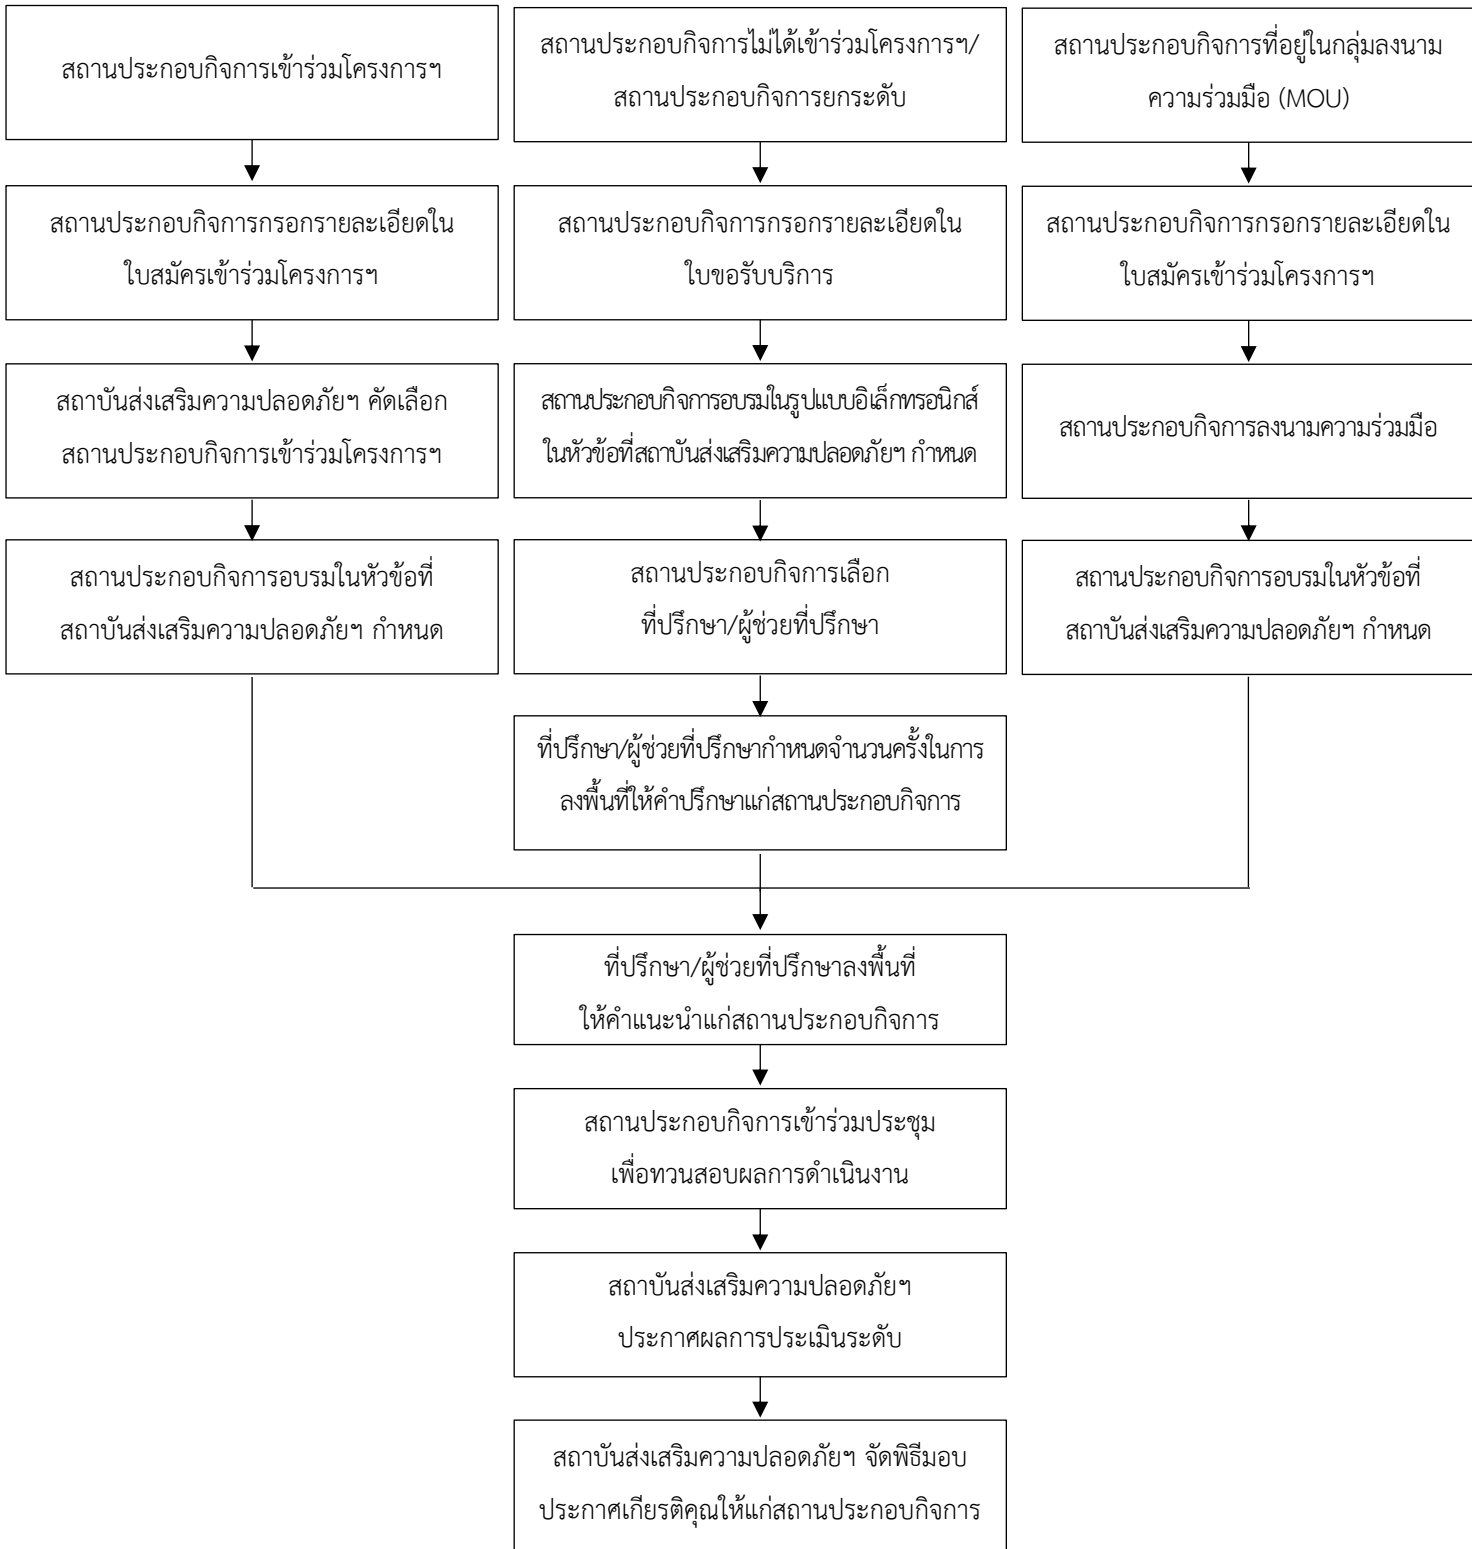 สถานประกอบกิจการเข้าร่วมโครงการฯ
สถานประกอบกิจการไม่ได้เข้าร่วมโครงการฯ/
สถานประกอบกิจการยกระดับ
สถานประกอบกิจการที่อยู่ในกลุ่มลงนาม
ความร่วมมือ (MOU)
สถานประกอบกิจการกรอกรายละเอียดใน
ใบสมัครเข้าร่วมโครงการฯ
สถานประกอบกิจการกรอกรายละเอียดใน
ใบขอรับบริการ
สถานประกอบกิจการกรอกรายละเอียดใน
ใบสมัครเข้าร่วมโครงการฯ
สถาบันส่งเสริมความปลอดภัยฯ คัดเลือก
สถานประกอบกิจการเข้าร่วมโครงการฯ
สถานประกอบกิจการอบรมในรูปแบบอิเล็กทรอนิกส์
ในหัวข้อที่สถาบันส่งเสริมความปลอดภัยฯ กำหนด
สถานประกอบกิจการลงนามความร่วมมือ
สถานประกอบกิจการอบรมในหัวข้อที่
สถาบันส่งเสริมความปลอดภัยฯ กำหนด
สถานประกอบกิจการเลือก
ที่ปรึกษา/ผู้ช่วยที่ปรึกษา
สถานประกอบกิจการอบรมในหัวข้อที่
สถาบันส่งเสริมความปลอดภัยฯ กำหนด
ที่ปรึกษา/ผู้ช่วยที่ปรึกษากำหนดจำนวนครั้งในการ
ลงพื้นที่ให้คำปรึกษาแก่สถานประกอบกิจการ
ที่ปรึกษา/ผู้ช่วยที่ปรึกษาลงพื้นที่
ให้คำแนะนำแก่สถานประกอบกิจการ
สถานประกอบกิจการเข้าร่วมประชุม
เพื่อทวนสอบผลการดำเนินงาน
สถาบันส่งเสริมความปลอดภัยฯ
ประกาศผลการประเมินระดับ
สถาบันส่งเสริมความปลอดภัยฯ จัดพิธีมอบ
ประกาศเกียรติคุณให้แก่สถานประกอบกิจการ